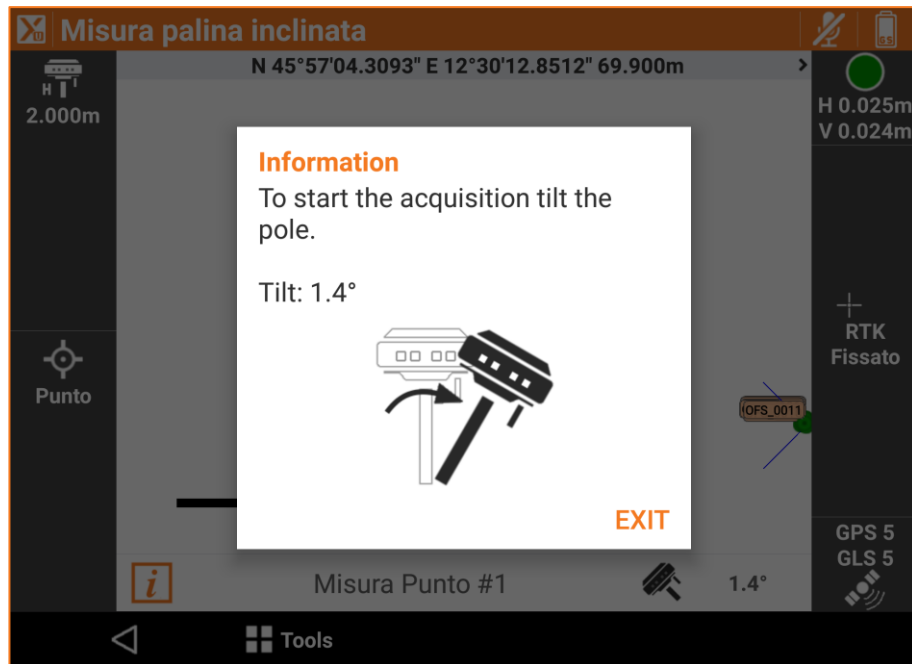 Misura palina inclinata
GS
N 45°57'04.3093" E 12°30'12.8512" 69.900m >
H
2.000m
H 0.025m
V 0.024m
Information
To start the acquisition tilt the
pole.
Tilt: 1.4°
RTK
Fissato
Punto
OFS_0011
EXIT
GPS 5
GLS 5
i
Misura Punto #1
1.4°
Tools